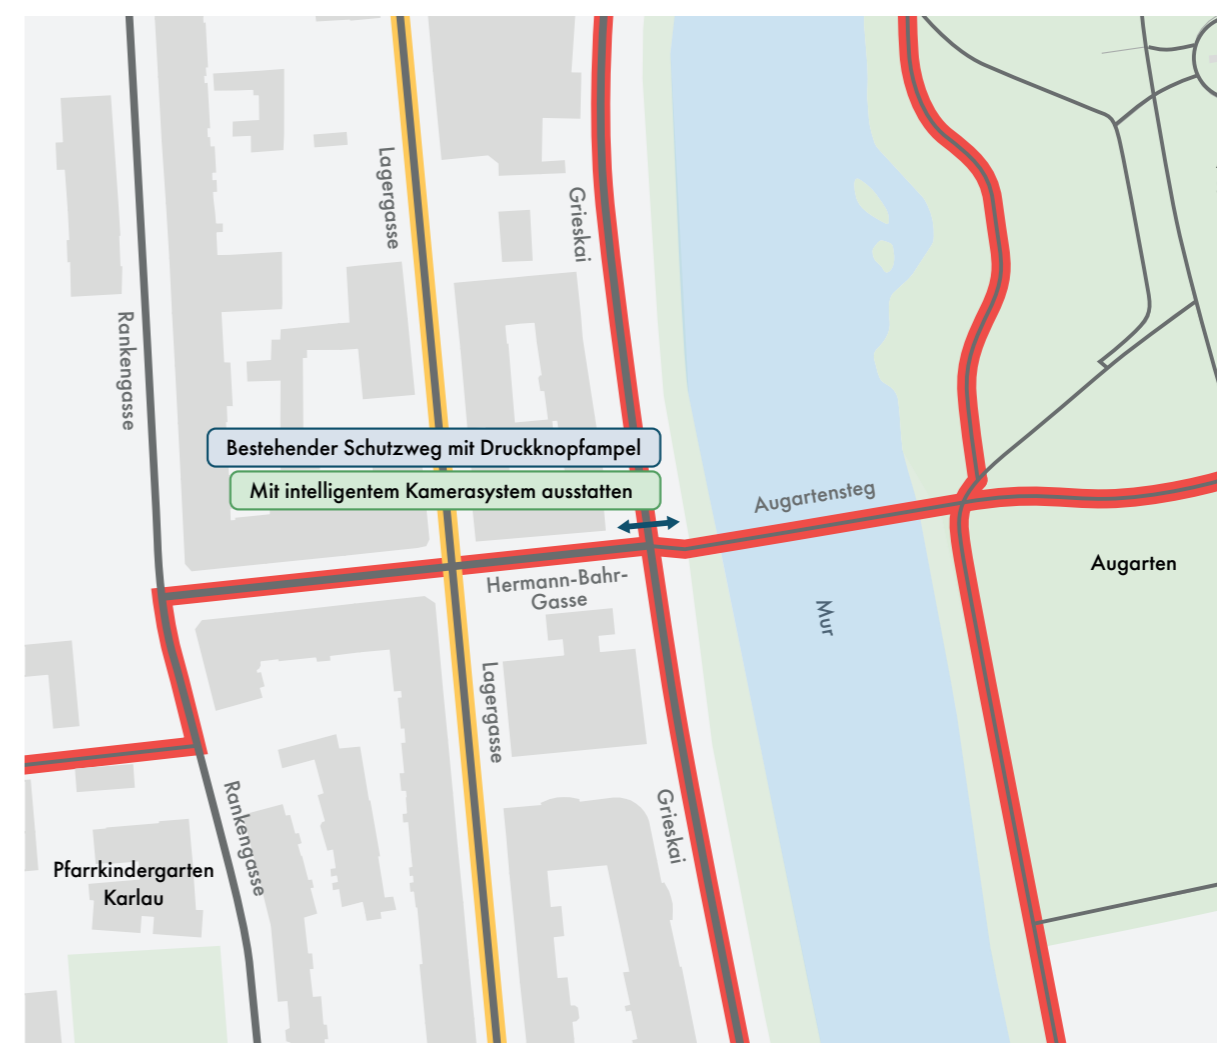 Lagergasse
Grieskai
Rankengasse
Bestehender Schutzweg mit Druckknopfampel
Mit intelligentem Kamerasystem ausstatten
Augartensteg
Augarten
Hermann-Bahr-
Gasse
Mur
Lagergasse
Rankengasse
Grieskai
Pfarrkindergarten
Karlau